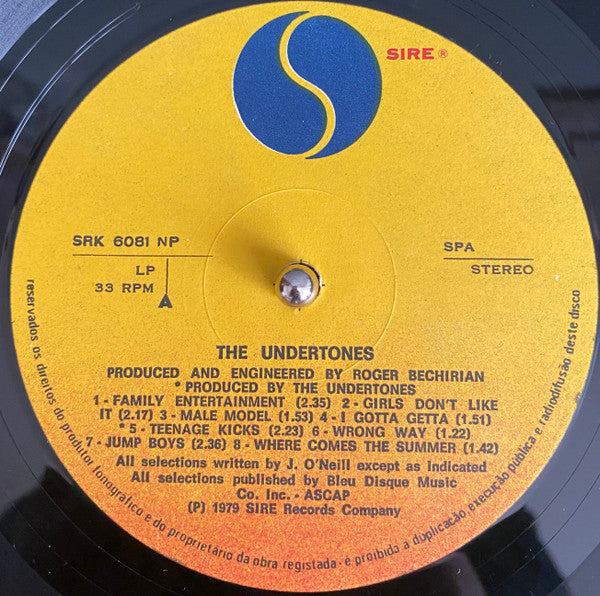 SIRE ®
SRK 6081 NP
SPA
LP
STEREO
33 RPM
A
THE UNDERTONES
PRODUCED AND ENGINEERED BY ROGER BECHIRIAN
* PRODUCED BY THE UNDERTONES
1 - FAMILY ENTERTAINMENT (2.35) 2 - GIRLS DON'T LIKE
IT (2.17) 3 - MALE MODEL (1.53) 4 - I GOTTA GETTA (1.51)
* 5 - TEENAGE KICKS (2.23) 6 - WRONG WAY (1.22)
7 - JUMP BOYS (2.36) 8 - WHERE COMES THE SUMMER (1.42)
All selections written by J. O'Neill except as indicated
All selections published by Bleu Disque Music
Co. Inc. - ASCAP
(P) 1979 SIRE Records Company
reservados os direitos do produtor fonográfico e do proprietário da obra registada - é proibida a duplicação execução pública e radiodifusão deste disco